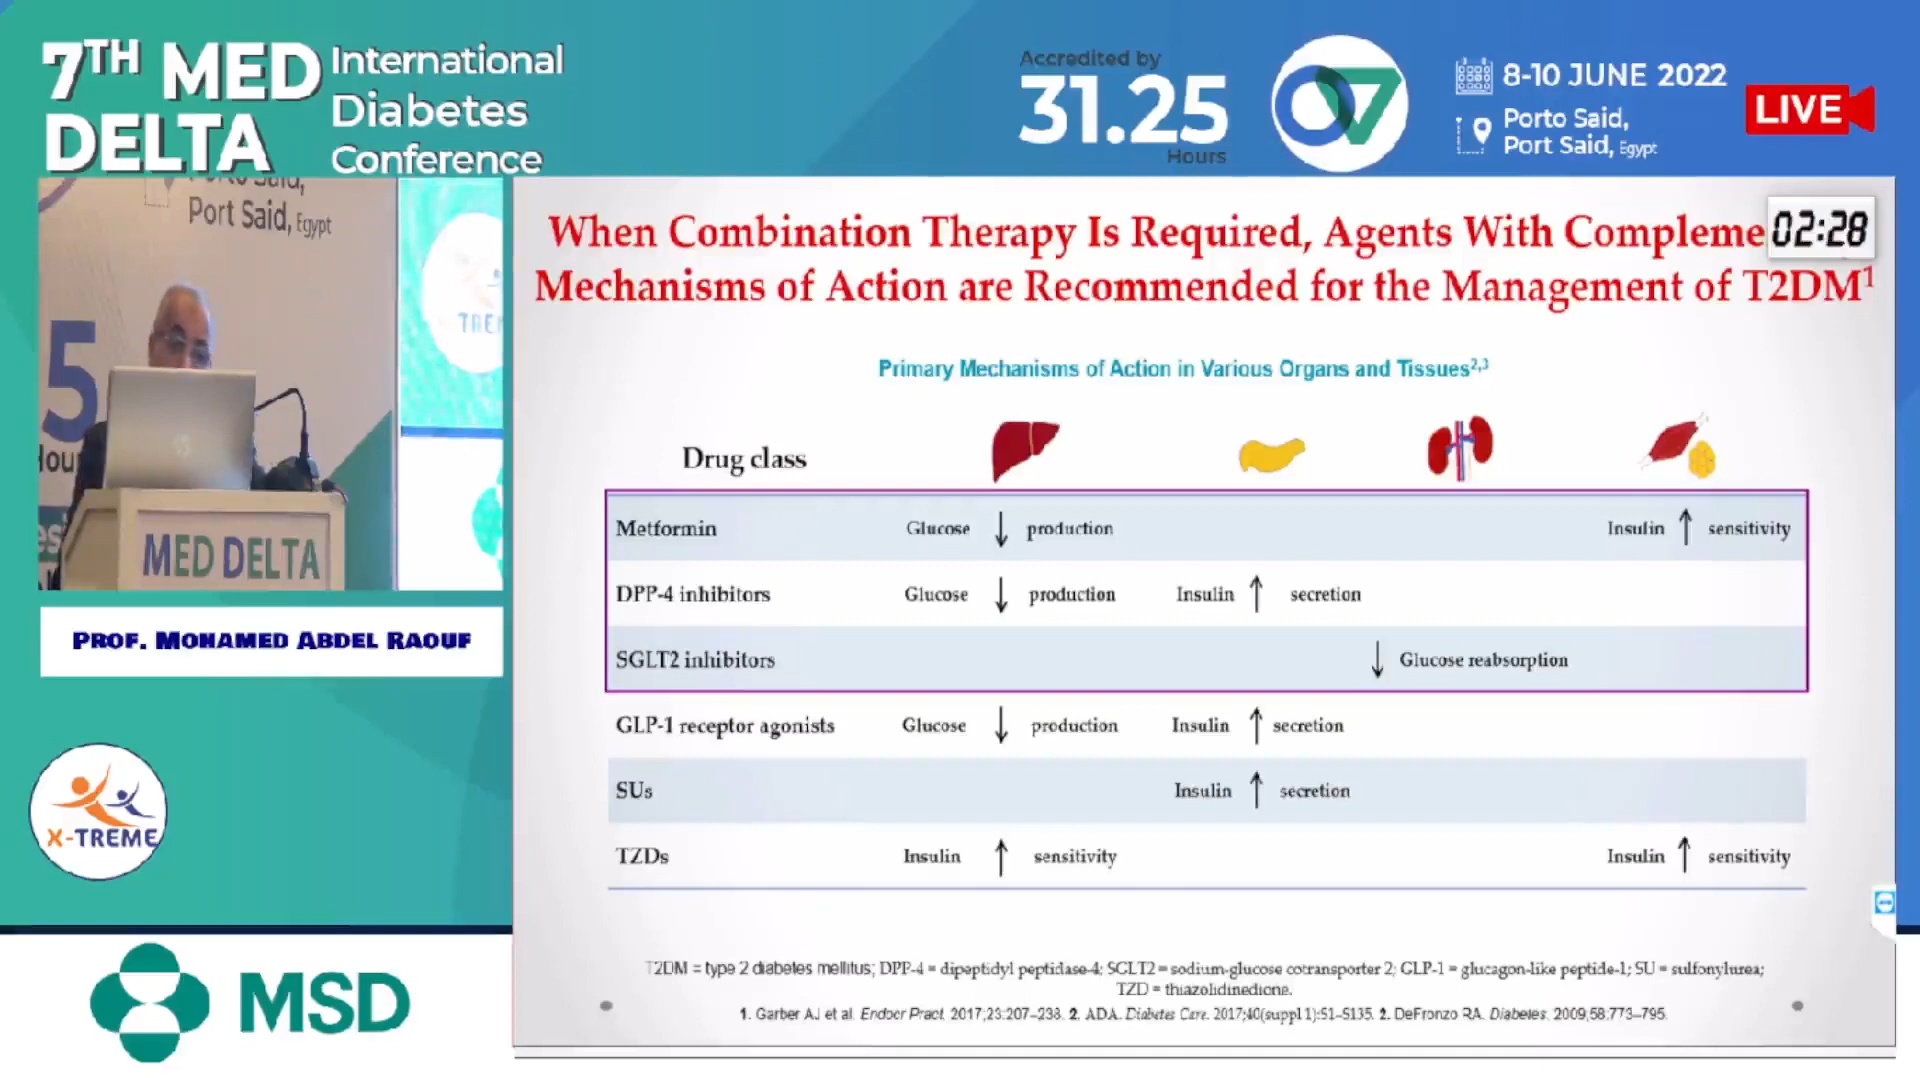 7TH MED DELTA
International Diabetes Conference
Accredited by
31.25
Hours
8-10 JUNE 2022
Porto Said,
Port Said, Egypt
LIVE
Port Said, Egypt
5
MED DELTA
PROF. MOHAMED ABDEL RAOUF
X-TREME
MSD
02:28
When Combination Therapy Is Required, Agents With Compleme
Mechanisms of Action are Recommended for the Management of T2DM1
Primary Mechanisms of Action in Various Organs and Tissues2,3
Drug class
Metformin Glucose ↓ production Insulin ↑ sensitivity
DPP-4 inhibitors Glucose ↓ production Insulin ↑ secretion
SGLT2 inhibitors ↓ Glucose reabsorption
GLP-1 receptor agonists Glucose ↓ production Insulin ↑ secretion
SUs Insulin ↑ secretion
TZDs Insulin ↑ sensitivity Insulin ↑ sensitivity
T2DM = type 2 diabetes mellitus; DPP-4 = dipeptidyl peptidase-4; SGLT2 = sodium-glucose cotransporter 2; GLP-1 = glucagon-like peptide-1; SU = sulfonylurea;
TZD = thiazolidinedione.
1. Garber AJ et al. Endocr Pract. 2017;23:207–238. 2. ADA. Diabetes Care. 2017;40(suppl 1):S1–S135. 2. DeFronzo RA. Diabetes. 2009;58:773–795.